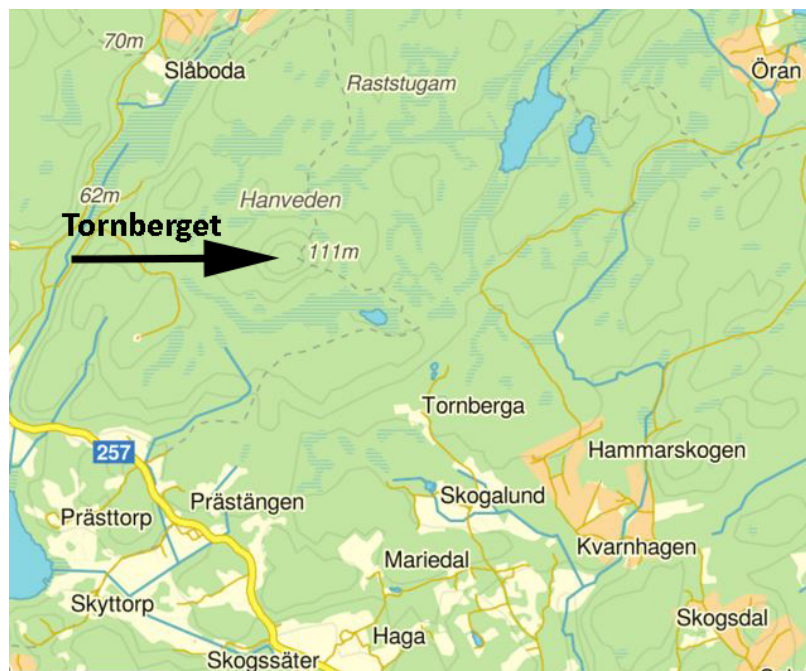 70m
Slåboda
Öran
Raststugam
62m
Hanveden
Tornberget
111m
Tornberga
257
Hammarskogen
Skogalund
Prästängen
Prästtorp
Kvarnhagen
Mariedal
Skyttorp
Skogsdal
Haga
Skogssäter